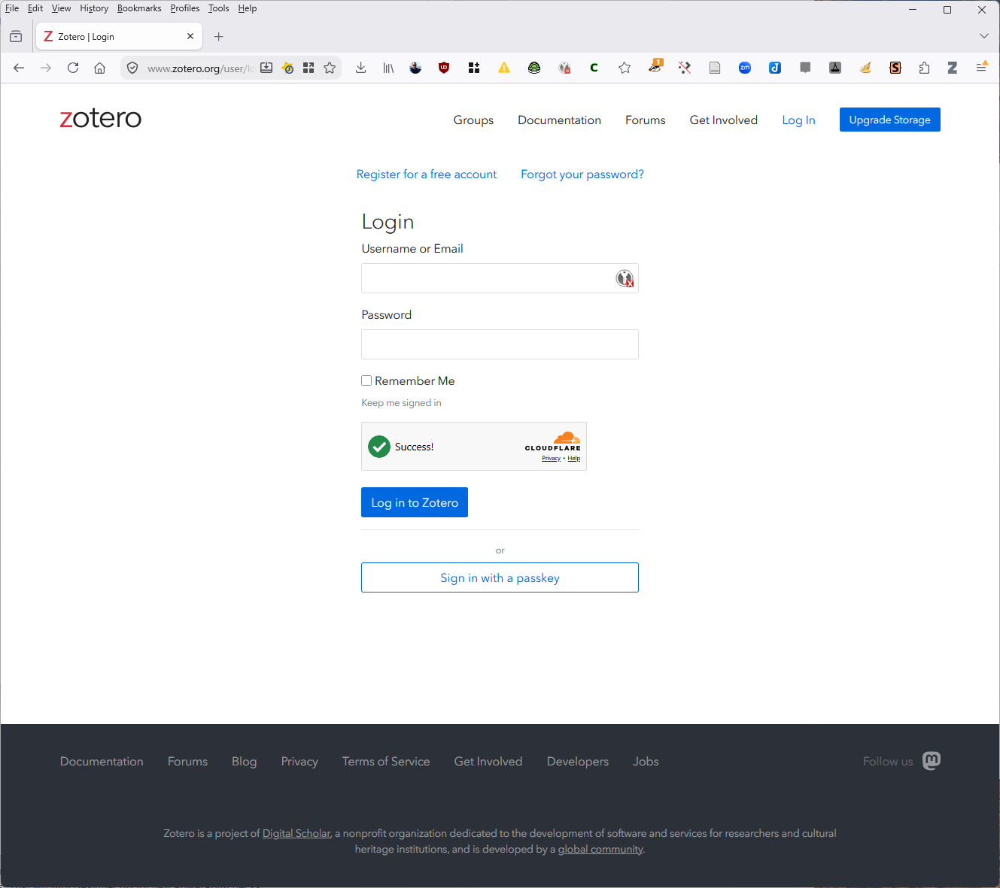 File Edit View History Bookmarks Profiles Tools Help
Zotero | Login
www.zotero.org/user/lo
1
zotero
Groups Documentation Forums Get Involved Log In Upgrade Storage
Register for a free account Forgot your password?
Login
Username or Email
Password
Remember Me
Keep me signed in
Success!
CLOUDFLARE
Privacy • Help
Log in to Zotero
or
Sign in with a passkey
Documentation Forums Blog Privacy Terms of Service Get Involved Developers Jobs Follow us
Zotero is a project of Digital Scholar, a nonprofit organization dedicated to the development of software and services for researchers and cultural
heritage institutions, and is developed by a global community.